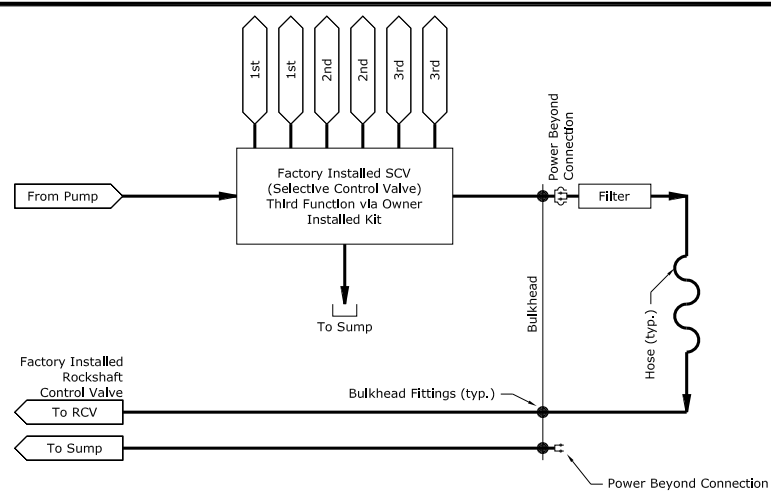 1st
1st
2nd
2nd
3rd
3rd
Power Beyond
Connection
Factory Installed SCV
(Selective Control Valve)
Third Function via Owner
Installed Kit
From Pump
Filter
To Sump
Bulkhead
Hose (typ.)
Factory Installed
Rockshaft
Control Valve
Bulkhead Fittings (typ.)
To RCV
To Sump
Power Beyond Connection